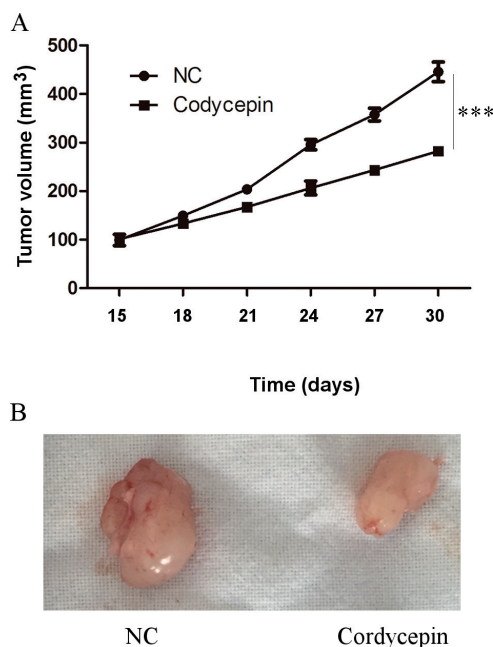 A
Tumor volume (mm³)
500
400
300
200
100
0
NC
Codycepin
***
15 18 21 24 27 30
Time (days)
B
NC Cordycepin